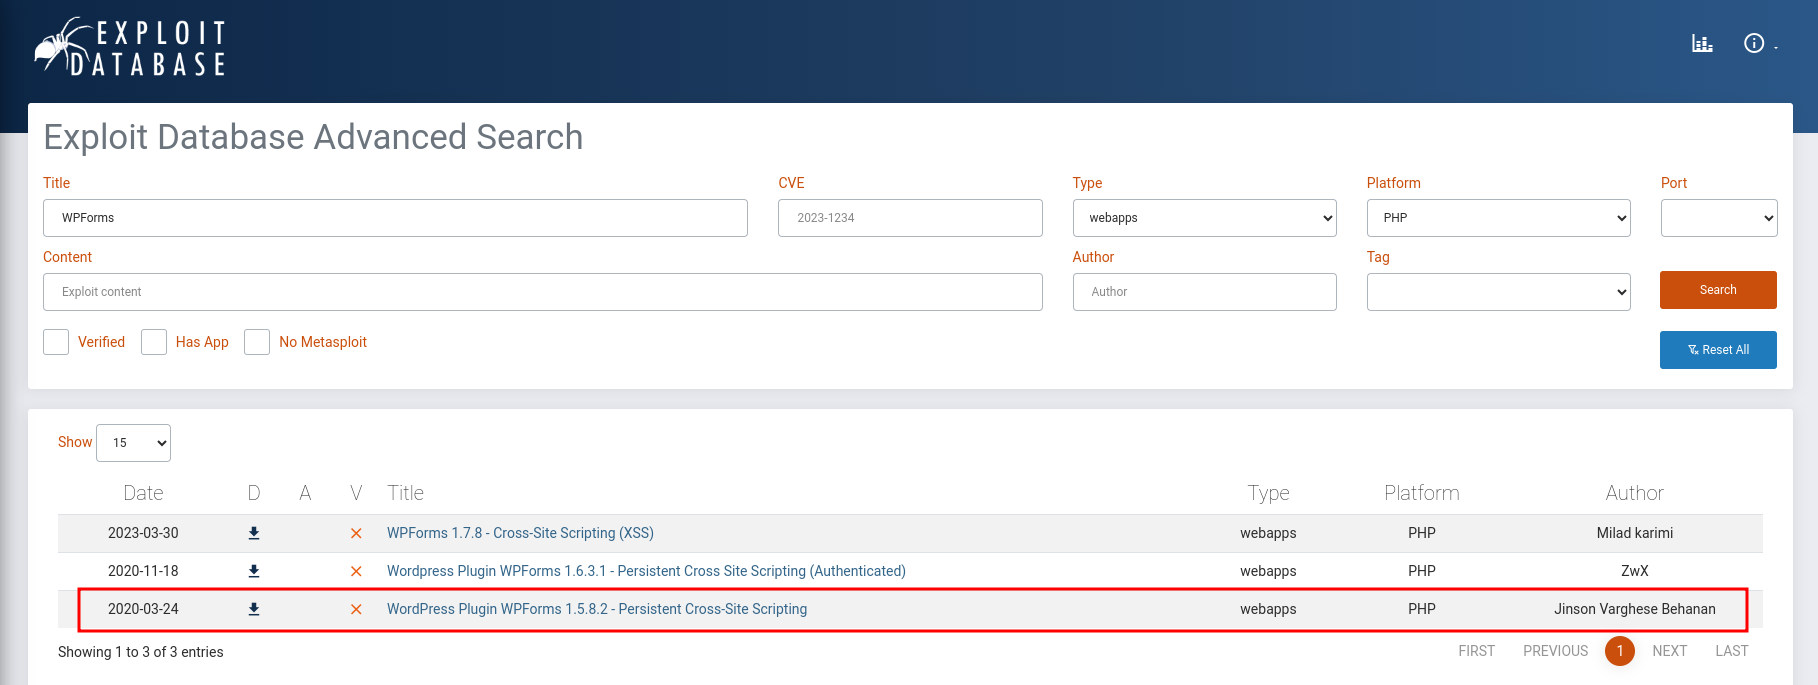 EXPLOIT
DATABASE
Exploit Database Advanced Search
Title CVE Type Platform Port
WPForms 2023-1234 webapps PHP
Content Author Tag
Exploit content Author Search
Verified Has App No Metasploit Reset All
Show 15
Date D A V Title Type Platform Author
2023-03-30 WPForms 1.7.8 - Cross-Site Scripting (XSS) webapps PHP Milad karimi
2020-11-18 Wordpress Plugin WPForms 1.6.3.1 - Persistent Cross Site Scripting (Authenticated) webapps PHP ZwX
2020-03-24 WordPress Plugin WPForms 1.5.8.2 - Persistent Cross-Site Scripting webapps PHP Jinson Varghese Behanan
Showing 1 to 3 of 3 entries FIRST PREVIOUS 1 NEXT LAST